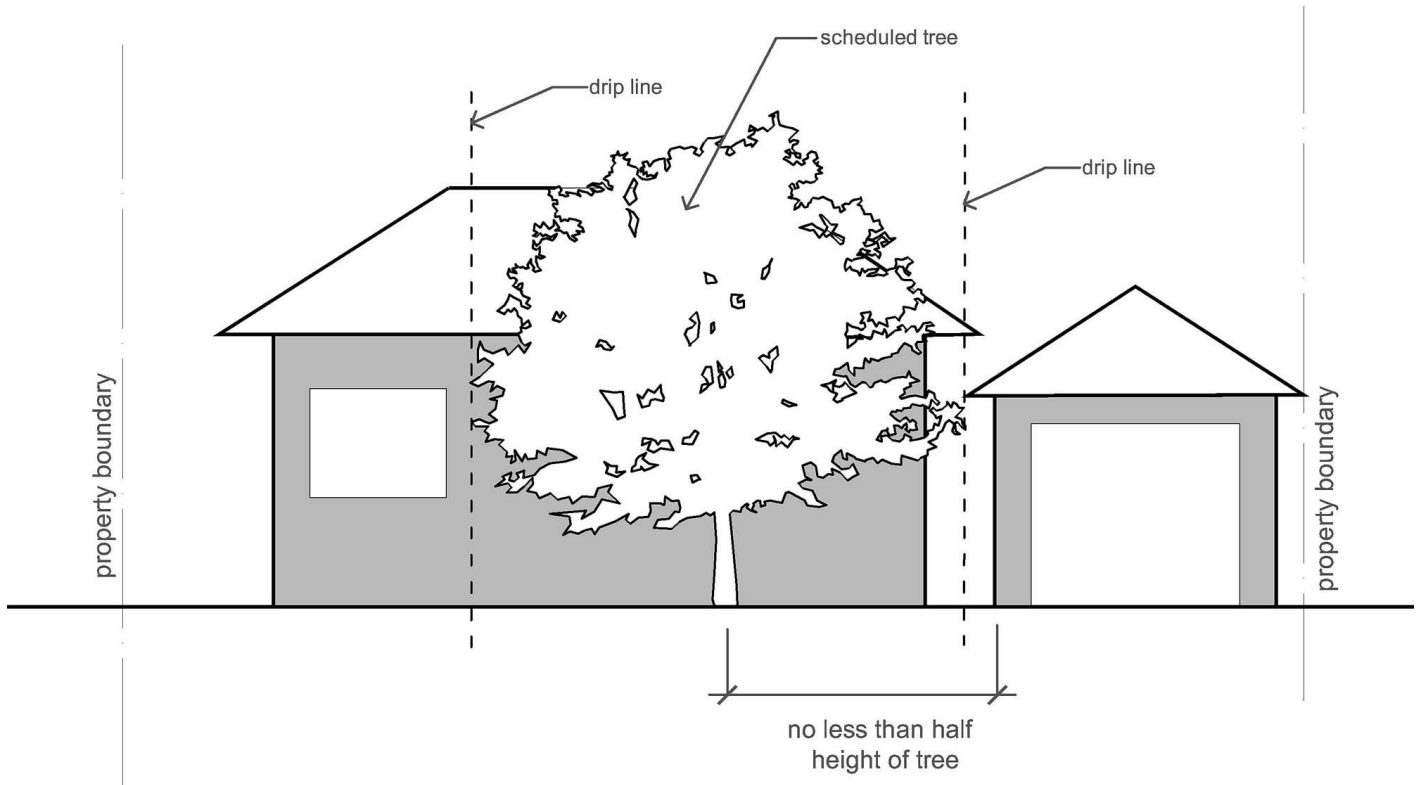 scheduled tree
drip line
drip line
property boundary
property boundary
no less than half
height of tree